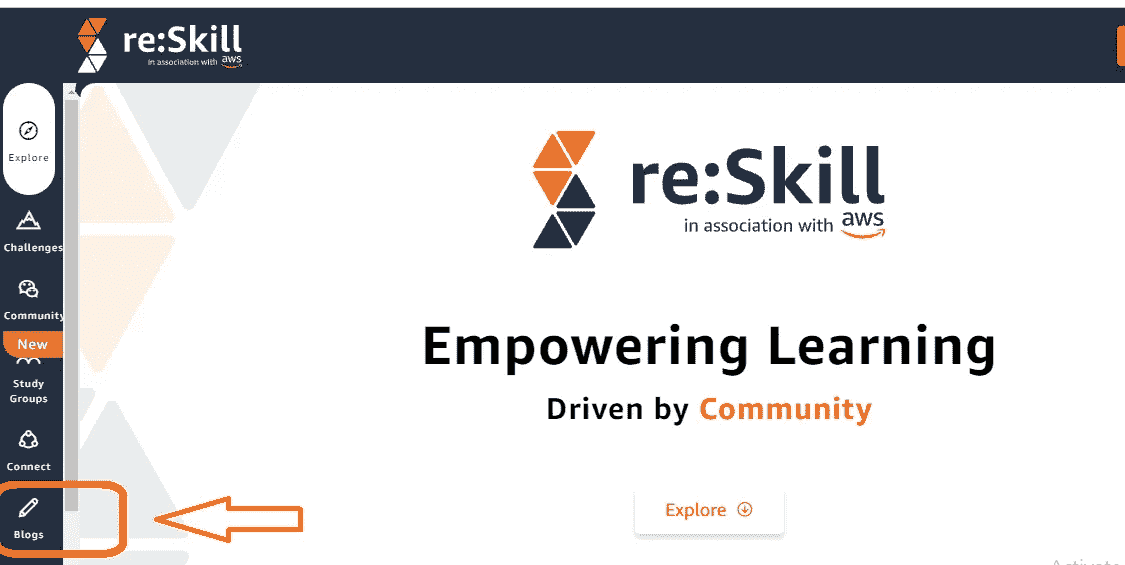 re:Skill
in association with aws
Explore
Challenges
Community
New
Study
Groups
Connect
Blogs
re:Skill
in association with aws
Empowering Learning
Driven by Community
Explore